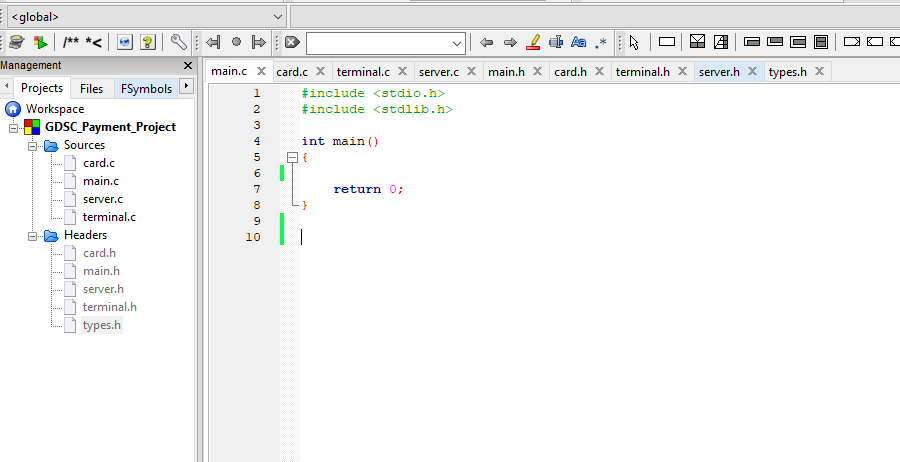 <global>
/** *<
Aa .*
Management
Projects Files FSymbols
Workspace
GDSC_Payment_Project
Sources
card.c
main.c
server.c
terminal.c
Headers
card.h
main.h
server.h
terminal.h
types.h
main.c card.c terminal.c server.c main.h card.h terminal.h server.h types.h
1 #include <stdio.h>
2 #include <stdlib.h>
3
4 int main()
5 {
6
7 return 0;
8 }
9
10